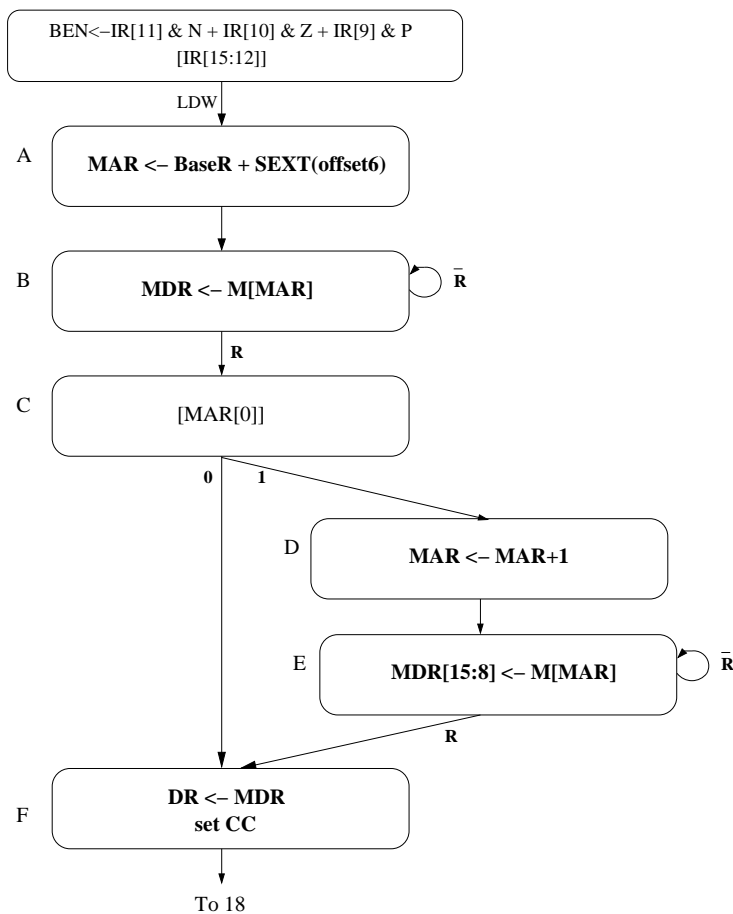 BEN<–IR[11] & N + IR[10] & Z + IR[9] & P
[IR[15:12]]
LDW
A
MAR <– BaseR + SEXT(offset6)
B
MDR <– M[MAR]
R̅
R
C
[MAR[0]]
0
1
D
MAR <– MAR+1
E
MDR[15:8] <– M[MAR]
R̅
R
F
DR <– MDR
set CC
To 18